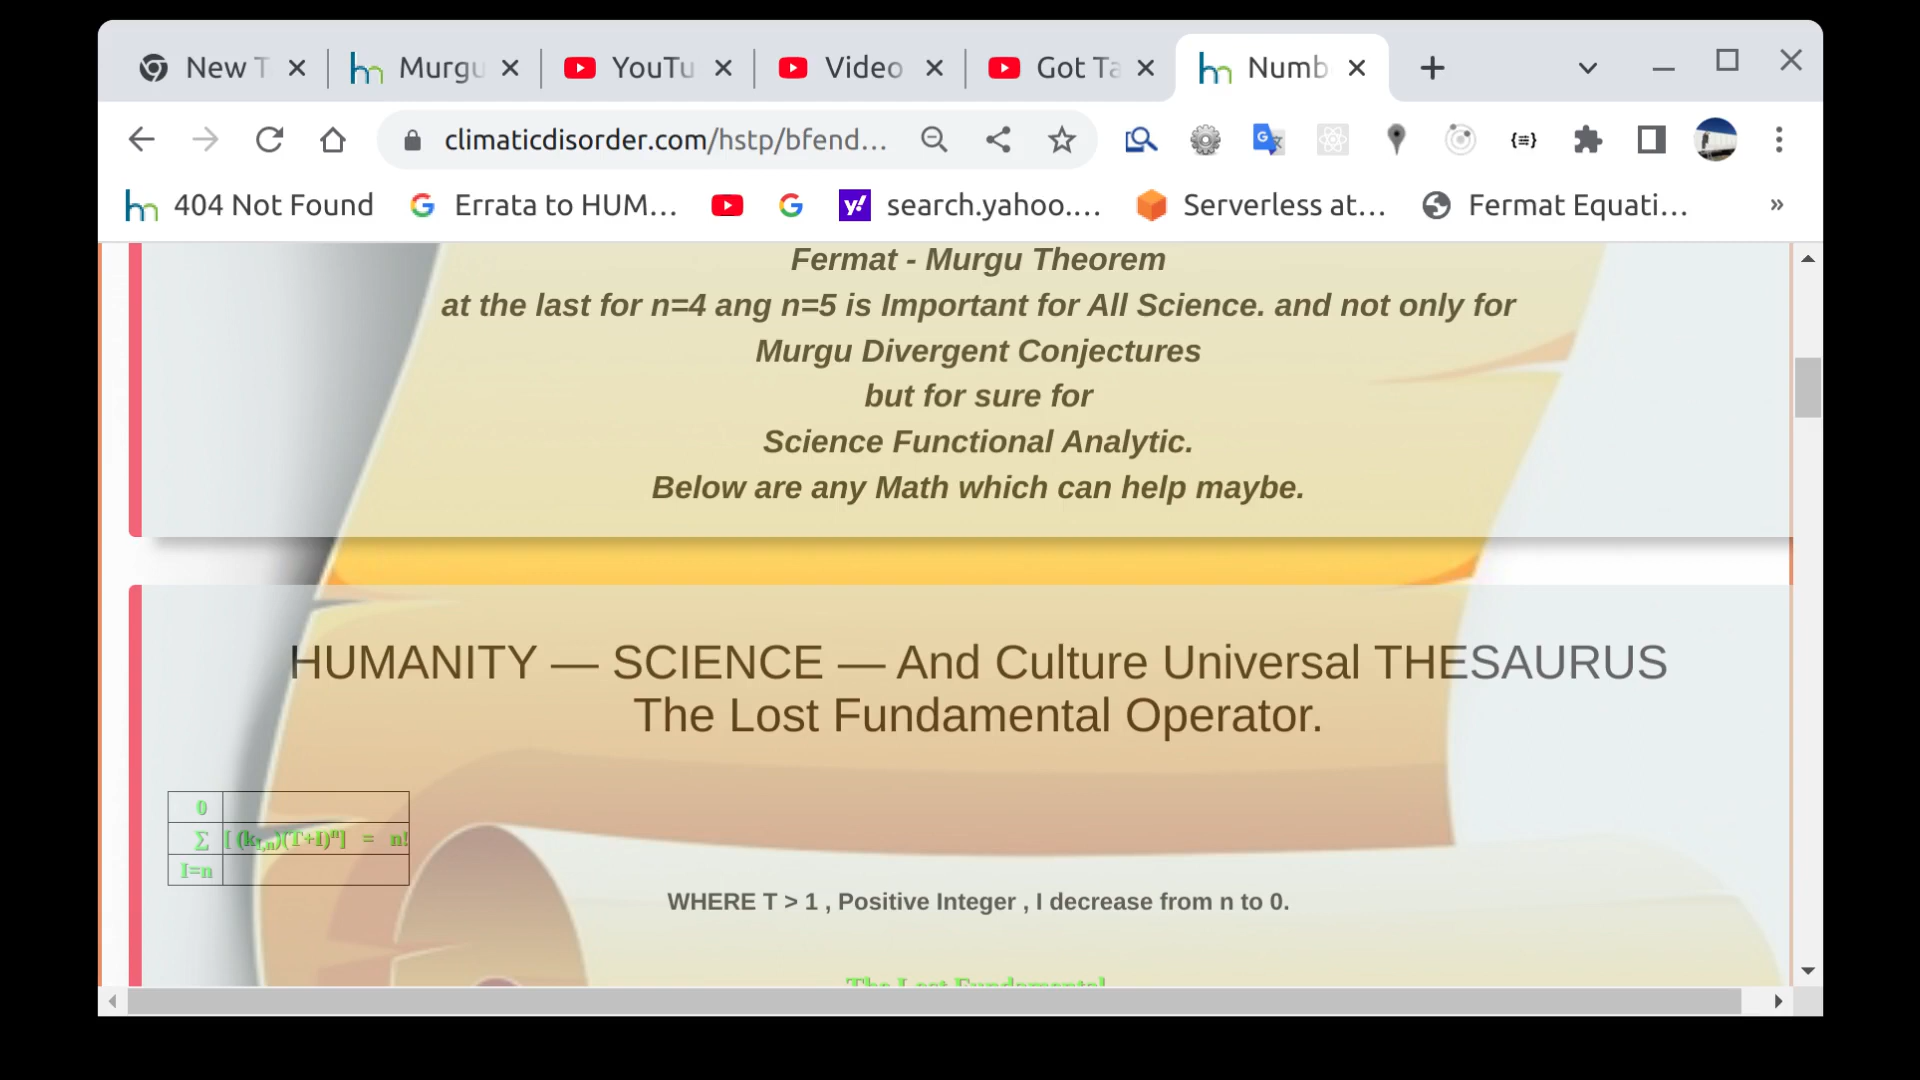 New T
Murgu
YouTu
Video
Got Ta
Numb
climaticdisorder.com/hstp/bfend...
404 Not Found
Errata to HUM...
search.yahoo....
Serverless at...
Fermat Equati...
»
Fermat - Murgu Theorem
at the last for n=4 ang n=5 is Important for All Science. and not only for
Murgu Divergent Conjectures
but for sure for
Science Functional Analytic.
Below are any Math which can help maybe.
HUMANITY — SCIENCE — And Culture Universal THESAURUS
The Lost Fundamental Operator.
0
∑ [ (k_{I,n})(T+I)^n] = n!
I=n
WHERE T > 1 , Positive Integer , I decrease from n to 0.
The Lost Fundamental